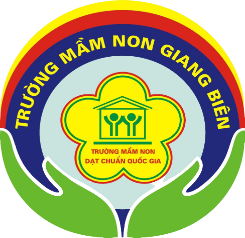 TRƯỜNG MẦM NON GIANG BIÊN
TRƯỜNG MẦM NON
ĐẠT CHUẨN QUỐC GIA